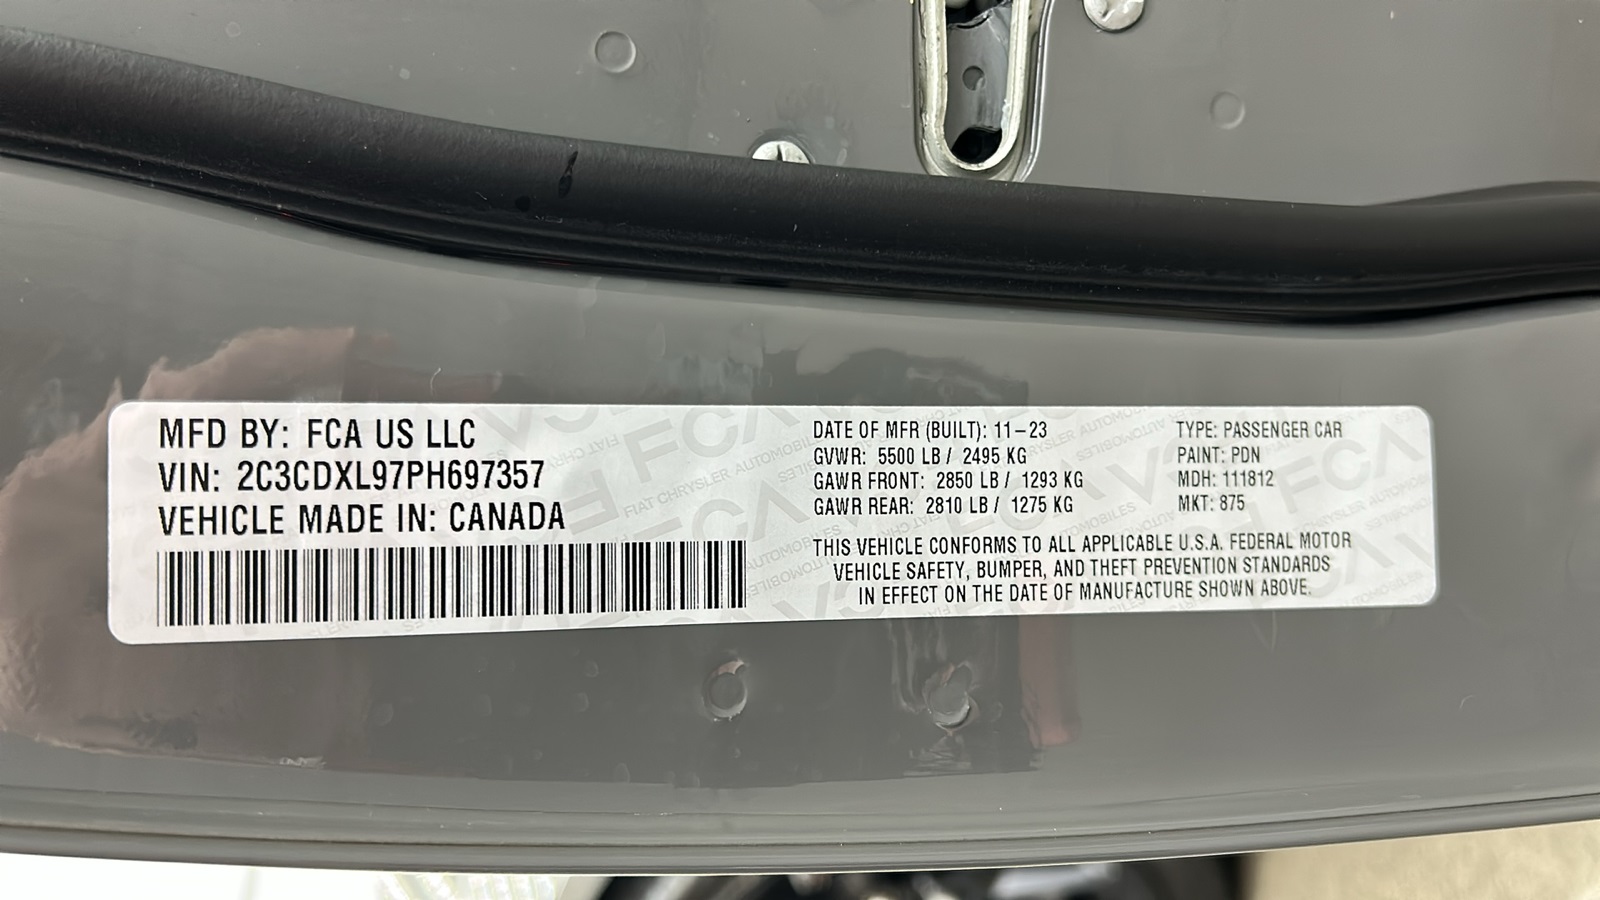 MFD BY: FCA US LLC
VIN: 2C3CDXL97PH697357
VEHICLE MADE IN: CANADA
DATE OF MFR (BUILT): 11-23
GVWR: 5500 LB / 2495 KG
GAWR FRONT: 2850 LB / 1293 KG
GAWR REAR: 2810 LB / 1275 KG
TYPE: PASSENGER CAR
PAINT: PDN
MDH: 111812
MKT: 875
THIS VEHICLE CONFORMS TO ALL APPLICABLE U.S.A. FEDERAL MOTOR
VEHICLE SAFETY, BUMPER, AND THEFT PREVENTION STANDARDS
IN EFFECT ON THE DATE OF MANUFACTURE SHOWN ABOVE.